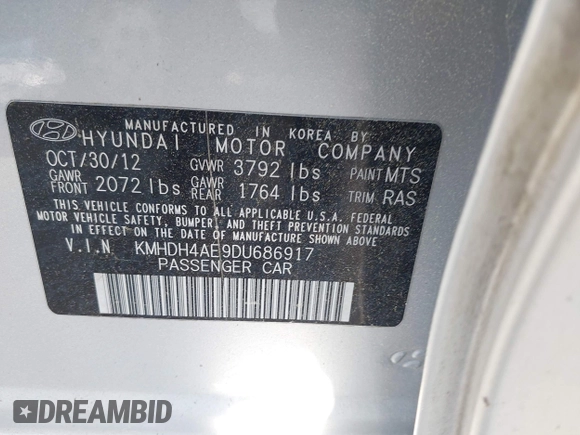 MANUFACTURED IN KOREA BY
HYUNDAI MOTOR COMPANY
OCT/30/12 GVWR 3792 lbs PAINT MTS
GAWR FRONT 2072 lbs GAWR REAR 1764 lbs TRIM RAS
THIS VEHICLE CONFORMS TO ALL APPLICABLE U.S.A. FEDERAL
MOTOR VEHICLE SAFETY, BUMPER, AND THEFT PREVENTION STANDARDS
IN EFFECT ON THE DATE OF MANUFACTURE SHOWN ABOVE.
V.I.N. KMHDH4AE9DU686917
PASSENGER CAR
DREAMBID